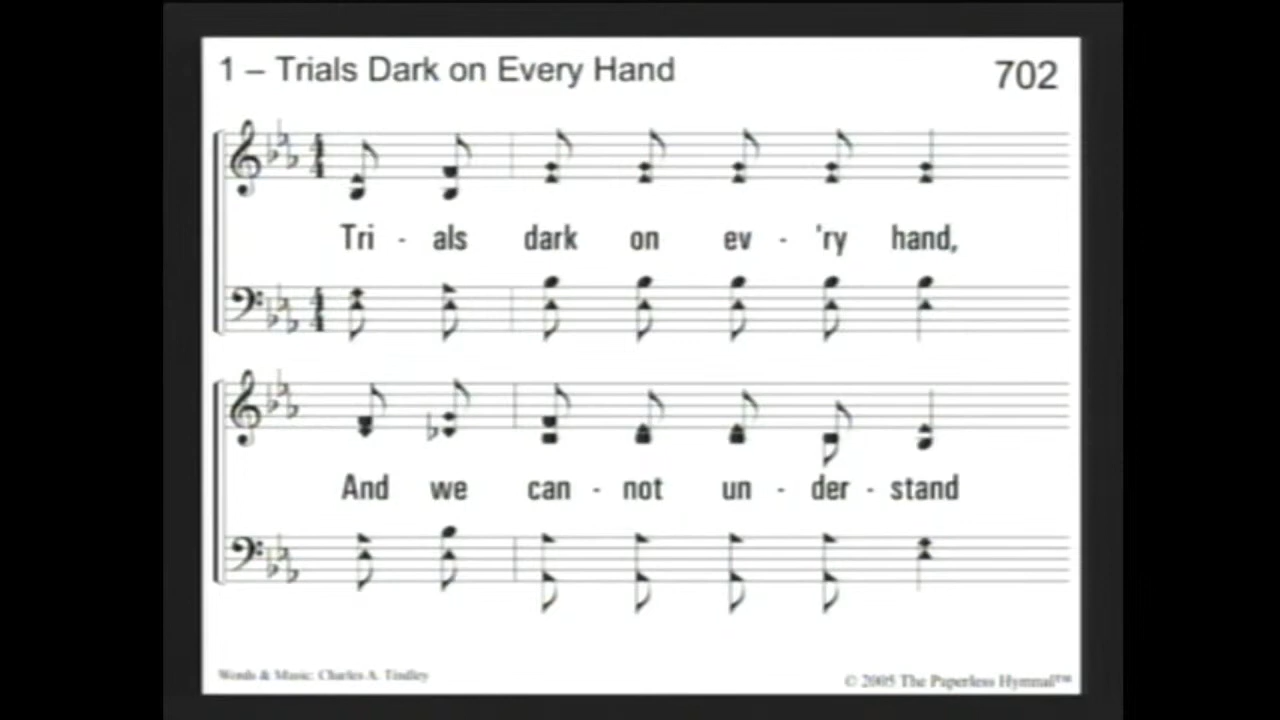 1 – Trials Dark on Every Hand
702
Tri - als dark on ev - 'ry hand,
And we can - not un - der - stand
Words & Music: Charles A. Tindley
© 2005 The Paperless Hymnal™